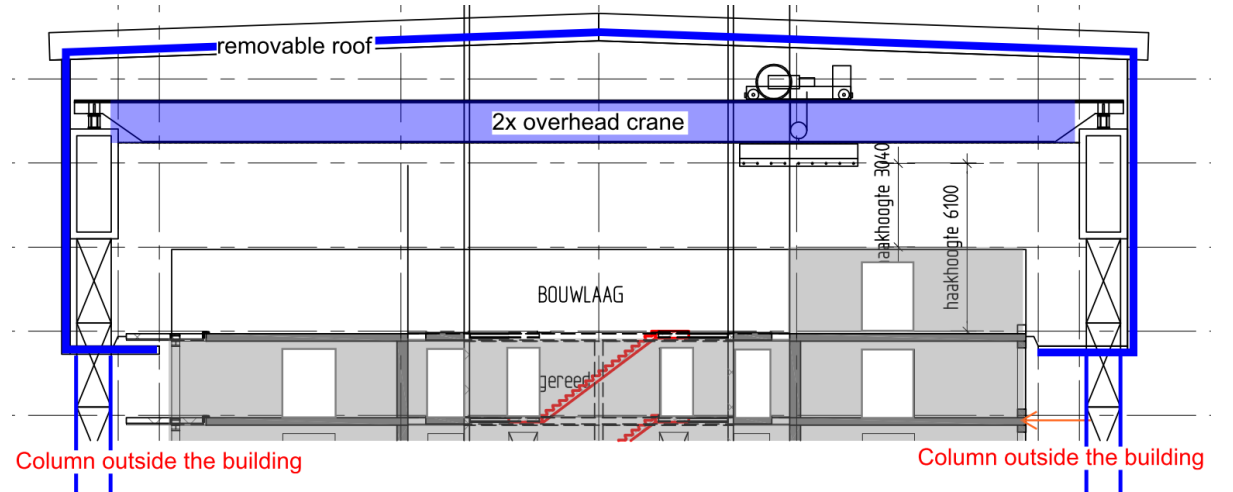 removable roof
2x overhead crane
haakhoogte 3040
haakhoogte 6100
BOUWLAAG
gereed
Column outside the building
Column outside the building